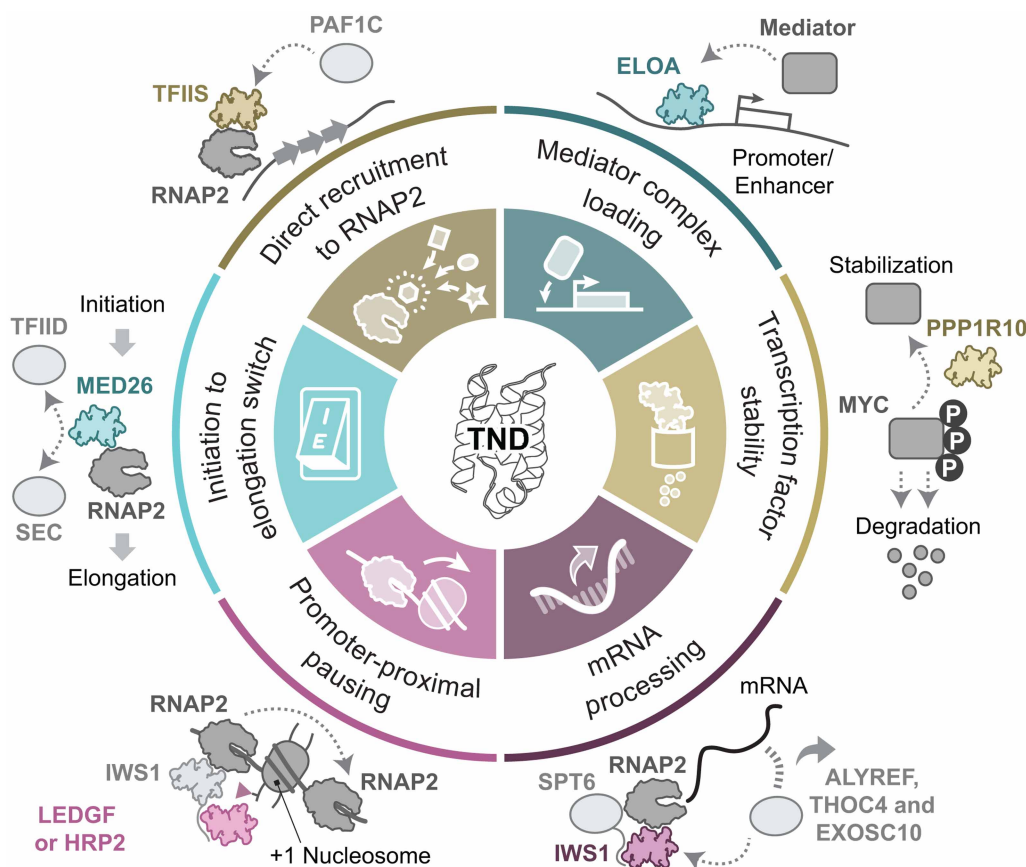 PAF1C
TFIIS
RNAP2
Mediator
ELOA
Promoter/
Enhancer
Direct recruitment
to RNAP2
Mediator complex
loading
Initiation
TFIID
MED26
RNAP2
SEC
Elongation
Initiation to
elongation switch
I
E
TND
Transcription factor
stability
Stabilization
PPP1R10
MYC
P
P
P
Degradation
Promoter-proximal
pausing
mRNA
processing
RNAP2
IWS1
RNAP2
LEDGF
or HRP2
+1 Nucleosome
mRNA
RNAP2
SPT6
IWS1
ALYREF,
THOC4 and
EXOSC10